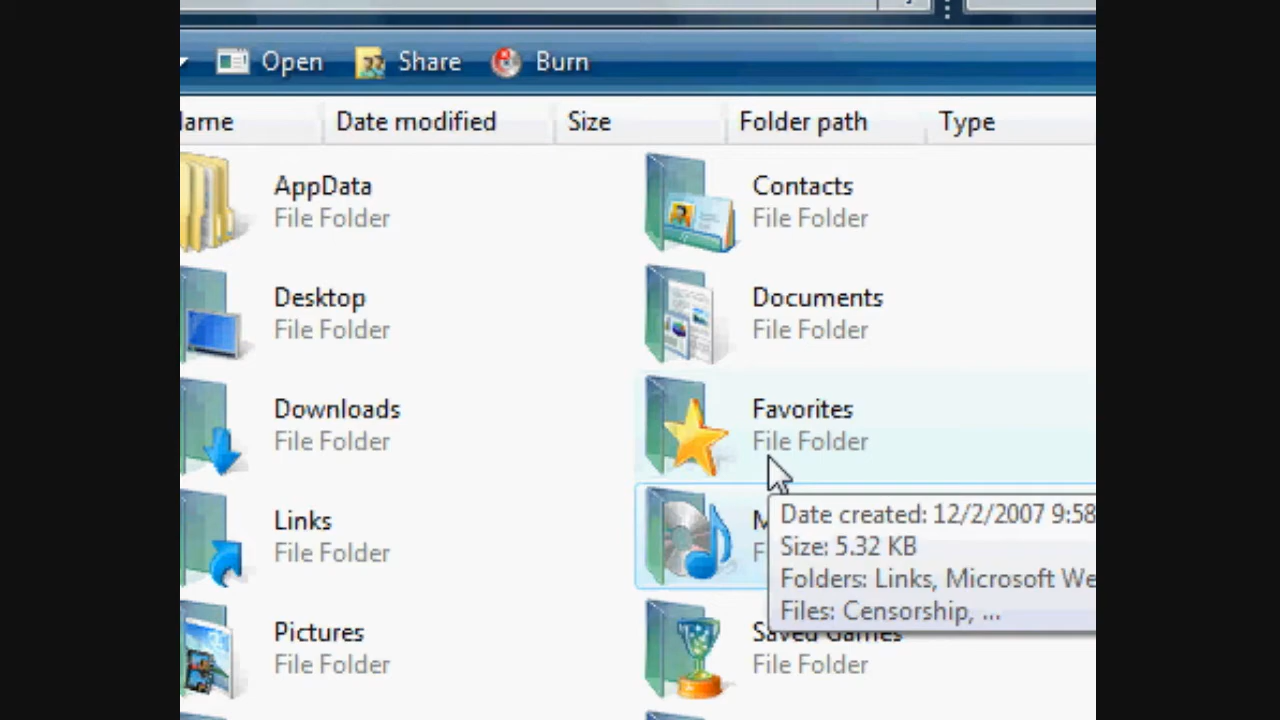 Open Share Burn
lame Date modified Size Folder path Type
AppData
File Folder
Contacts
File Folder
Desktop
File Folder
Documents
File Folder
Downloads
File Folder
Favorites
File Folder
Links
File Folder
Date created: 12/2/2007 9:58
Size: 5.32 KB
Folders: Links, Microsoft We
Files: Censorship, ...
Pictures
File Folder
Saved Games
File Folder